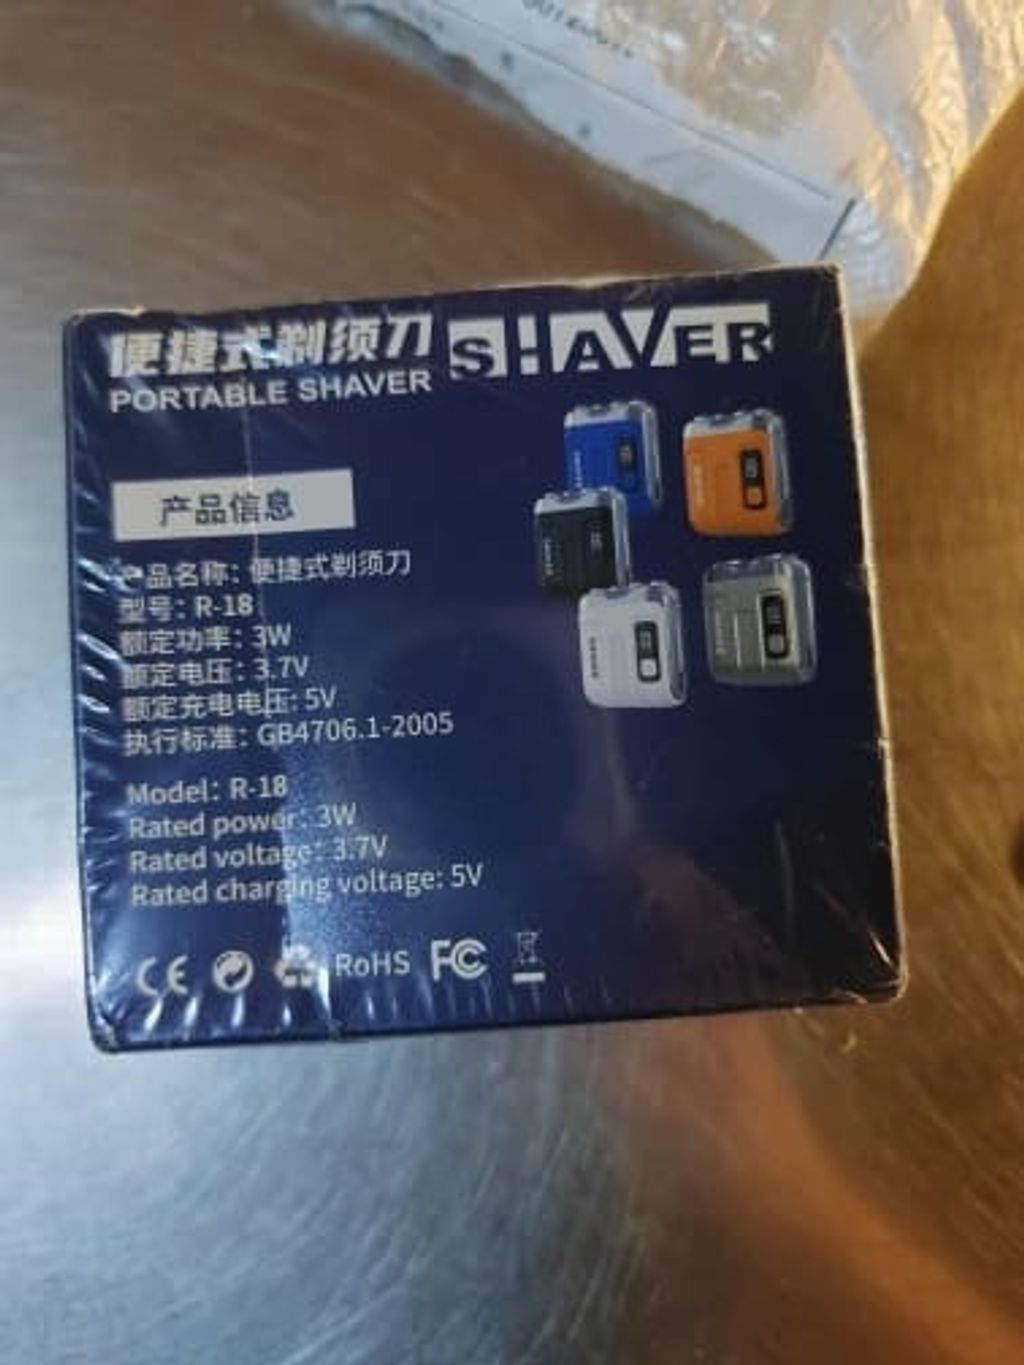 便捷式剃须刀 SHAVER
PORTABLE SHAVER
产品信息
产品名称: 便捷式剃须刀
型号: R-18
额定功率: 3W
额定电压: 3.7V
额定充电电压: 5V
执行标准: GB4706.1-2005
Model: R-18
Rated power: 3W
Rated voltage: 3.7V
Rated charging voltage: 5V
CE RoHS FC